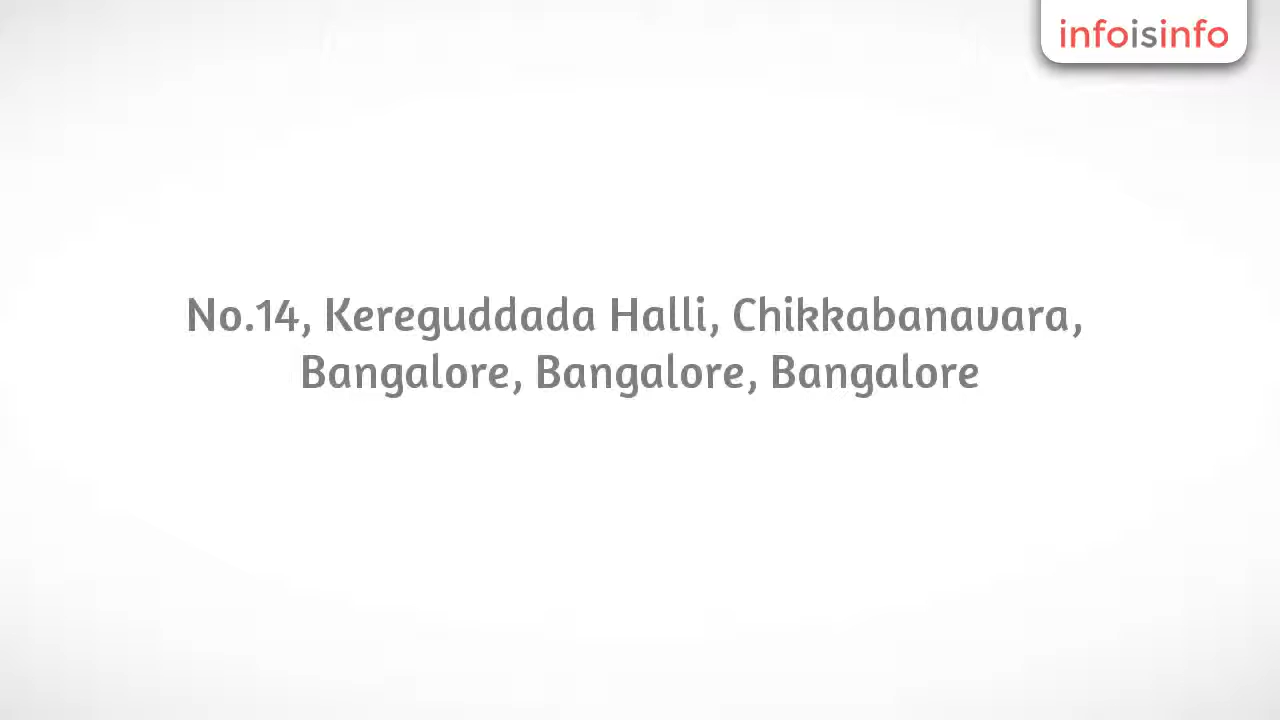 infoisinfo
No.14, Kereguddada Halli, Chikkabanavara,
Bangalore, Bangalore, Bangalore